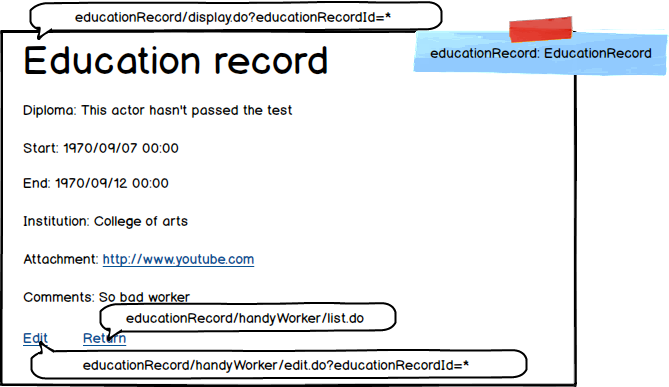 educationRecord/display.do?educationRecordId=*
Education record
educationRecord: EducationRecord
Diploma: This actor hasn't passed the test
Start: 1970/09/07 00:00
End: 1970/09/12 00:00
Institution: College of arts
Attachment: http://www.youtube.com
Comments: So bad worker
educationRecord/handyWorker/list.do
Edit Return
educationRecord/handyWorker/edit.do?educationRecordId=*